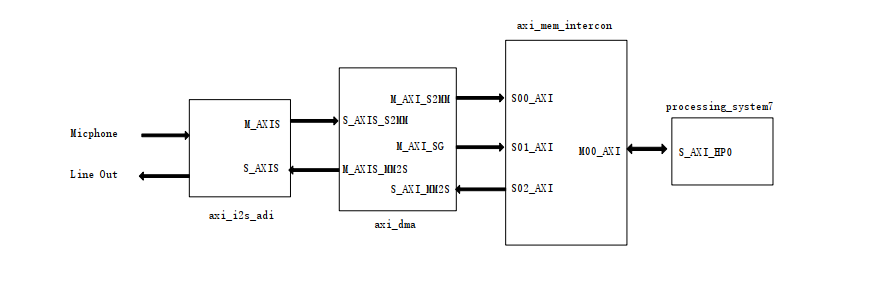 axi_mem_intercon
M_AXI_S2MM
S00_AXI
processing_system7
Micphone
M_AXIS
S_AXIS_S2MM
M_AXI_SG
S01_AXI
M00_AXI
S_AXI_HP0
Line Out
S_AXIS
M_AXIS_MM2S
S_AXI_MM2S
S02_AXI
axi_i2s_adi
axi_dma